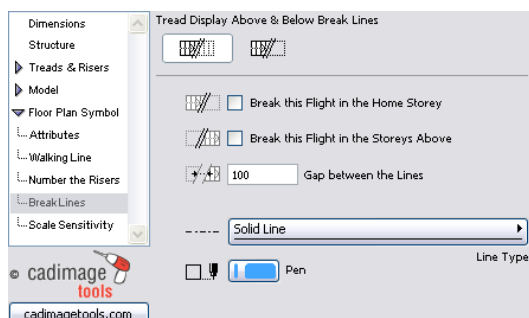 Dimensions
Structure
Treads & Risers
Model
Floor Plan Symbol
Attributes
Walking Line
Number the Risers
BreakLines
Scale Sensitivity
© cadimage
tools
cadimagetools.com
Tread Display Above & Below Break Lines
Break this Flight in the Home Storey
Break this Flight in the Storeys Above
100 Gap between the Lines
Solid Line
Line Type
Pen